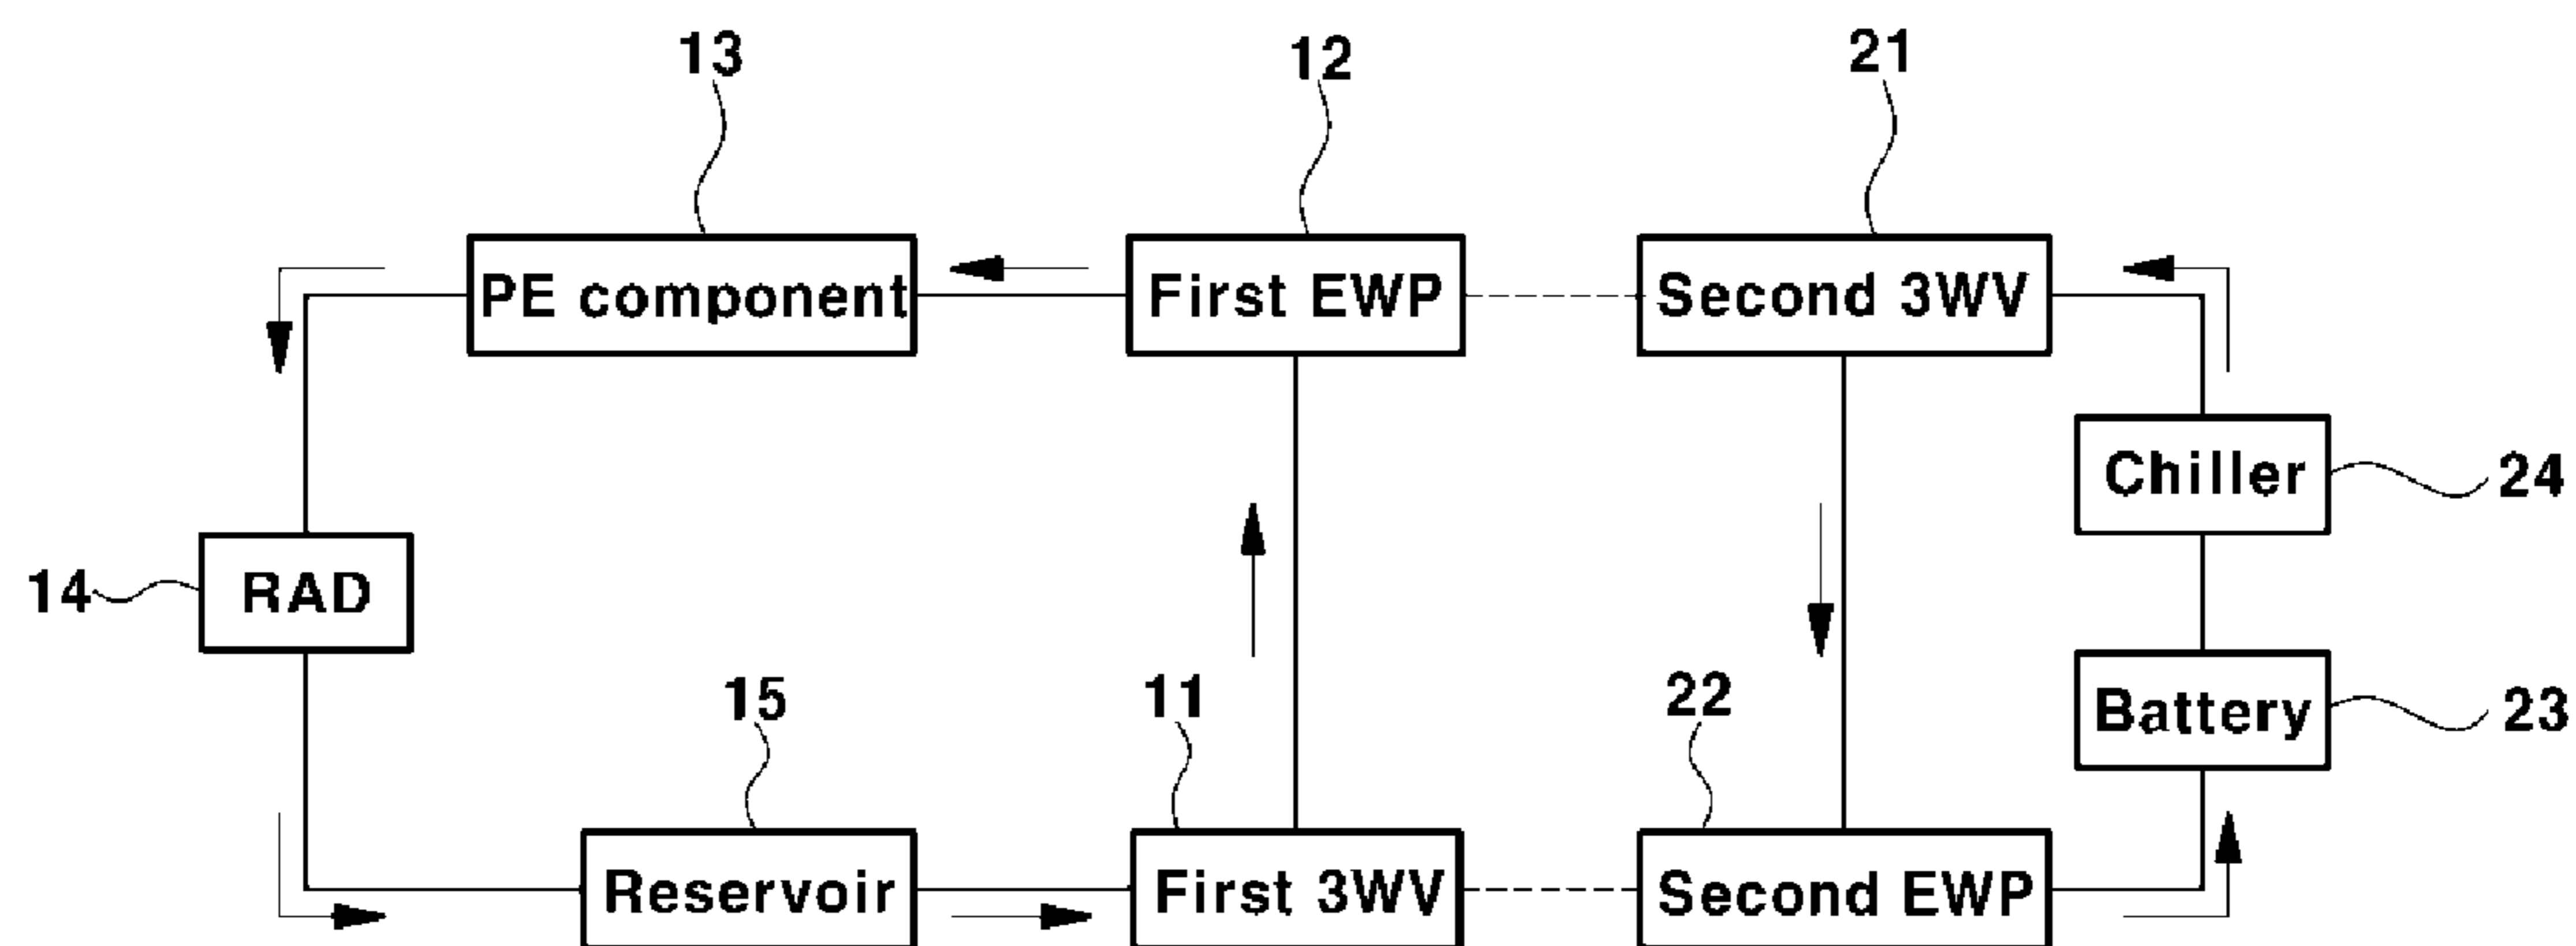 13
12
21
PE component
First EWP
Second 3WV
Chiller
24
14
RAD
15
11
22
Battery
23
Reservoir
First 3WV
Second EWP